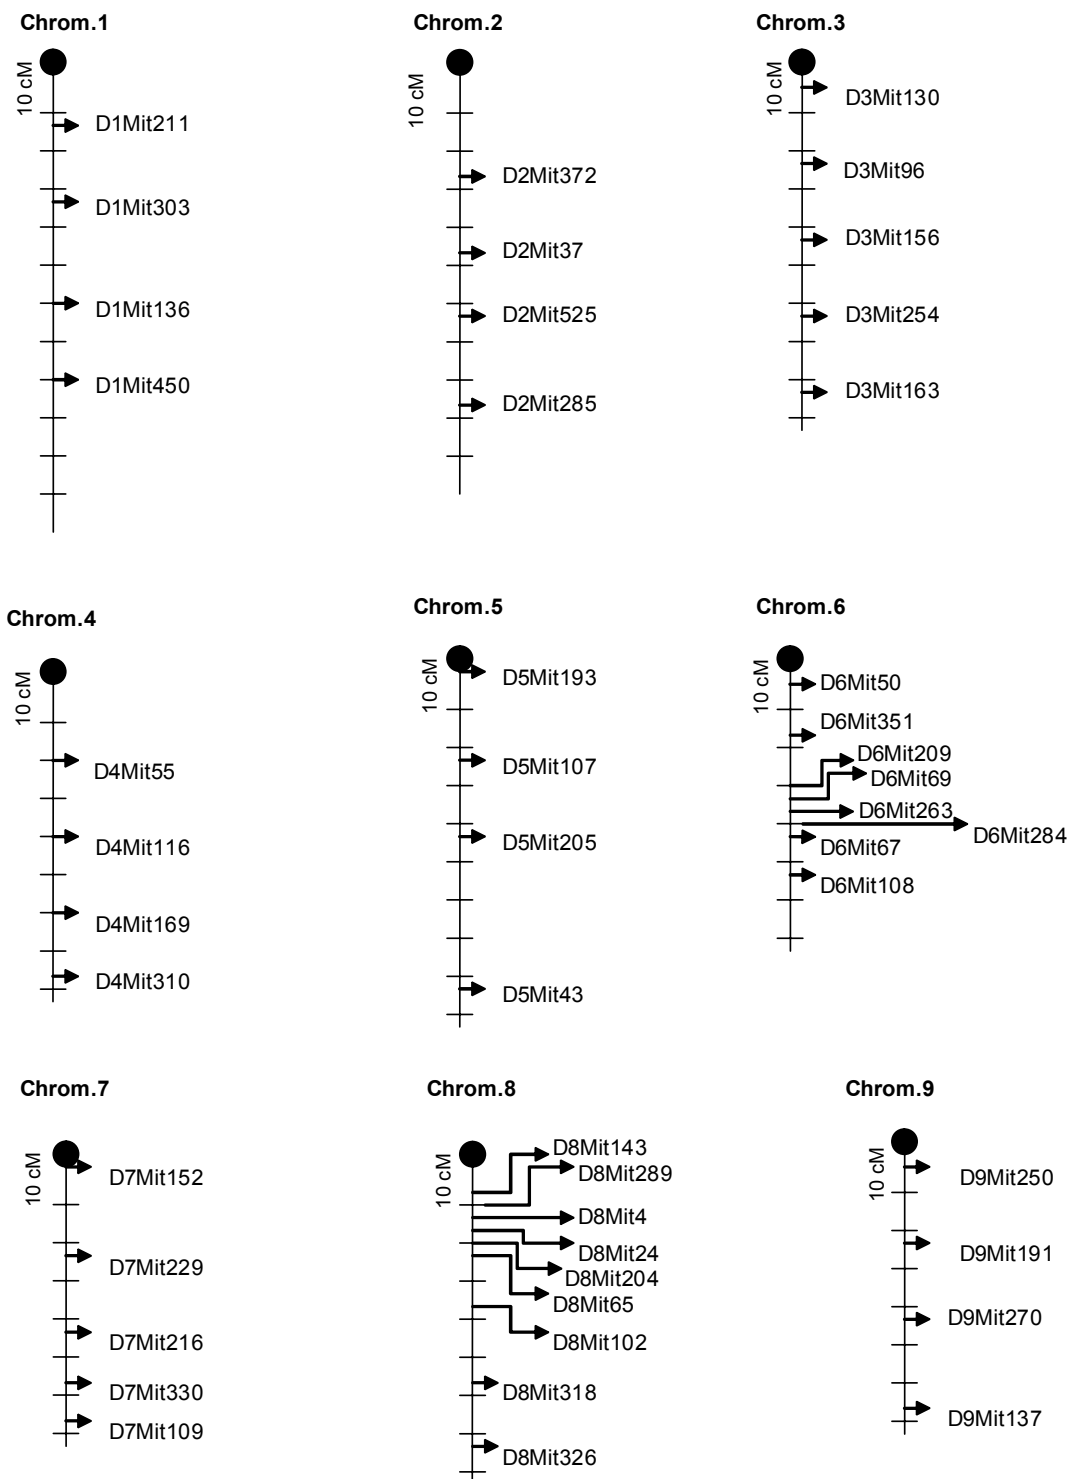 Chrom.1
10 cM
D1Mit211
D1Mit303
D1Mit136
D1Mit450
Chrom.2
10 cM
D2Mit372
D2Mit37
D2Mit525
D2Mit285
Chrom.3
10 cM
D3Mit130
D3Mit96
D3Mit156
D3Mit254
D3Mit163
Chrom.4
10 cM
D4Mit55
D4Mit116
D4Mit169
D4Mit310
Chrom.5
10 cM
D5Mit193
D5Mit107
D5Mit205
D5Mit43
Chrom.6
10 cM
D6Mit50
D6Mit351
D6Mit209
D6Mit69
D6Mit263
D6Mit284
D6Mit67
D6Mit108
Chrom.7
10 cM
D7Mit152
D7Mit229
D7Mit216
D7Mit330
D7Mit109
Chrom.8
10 cM
D8Mit143
D8Mit289
D8Mit4
D8Mit24
D8Mit204
D8Mit65
D8Mit102
D8Mit318
D8Mit326
Chrom.9
10 cM
D9Mit250
D9Mit191
D9Mit270
D9Mit137